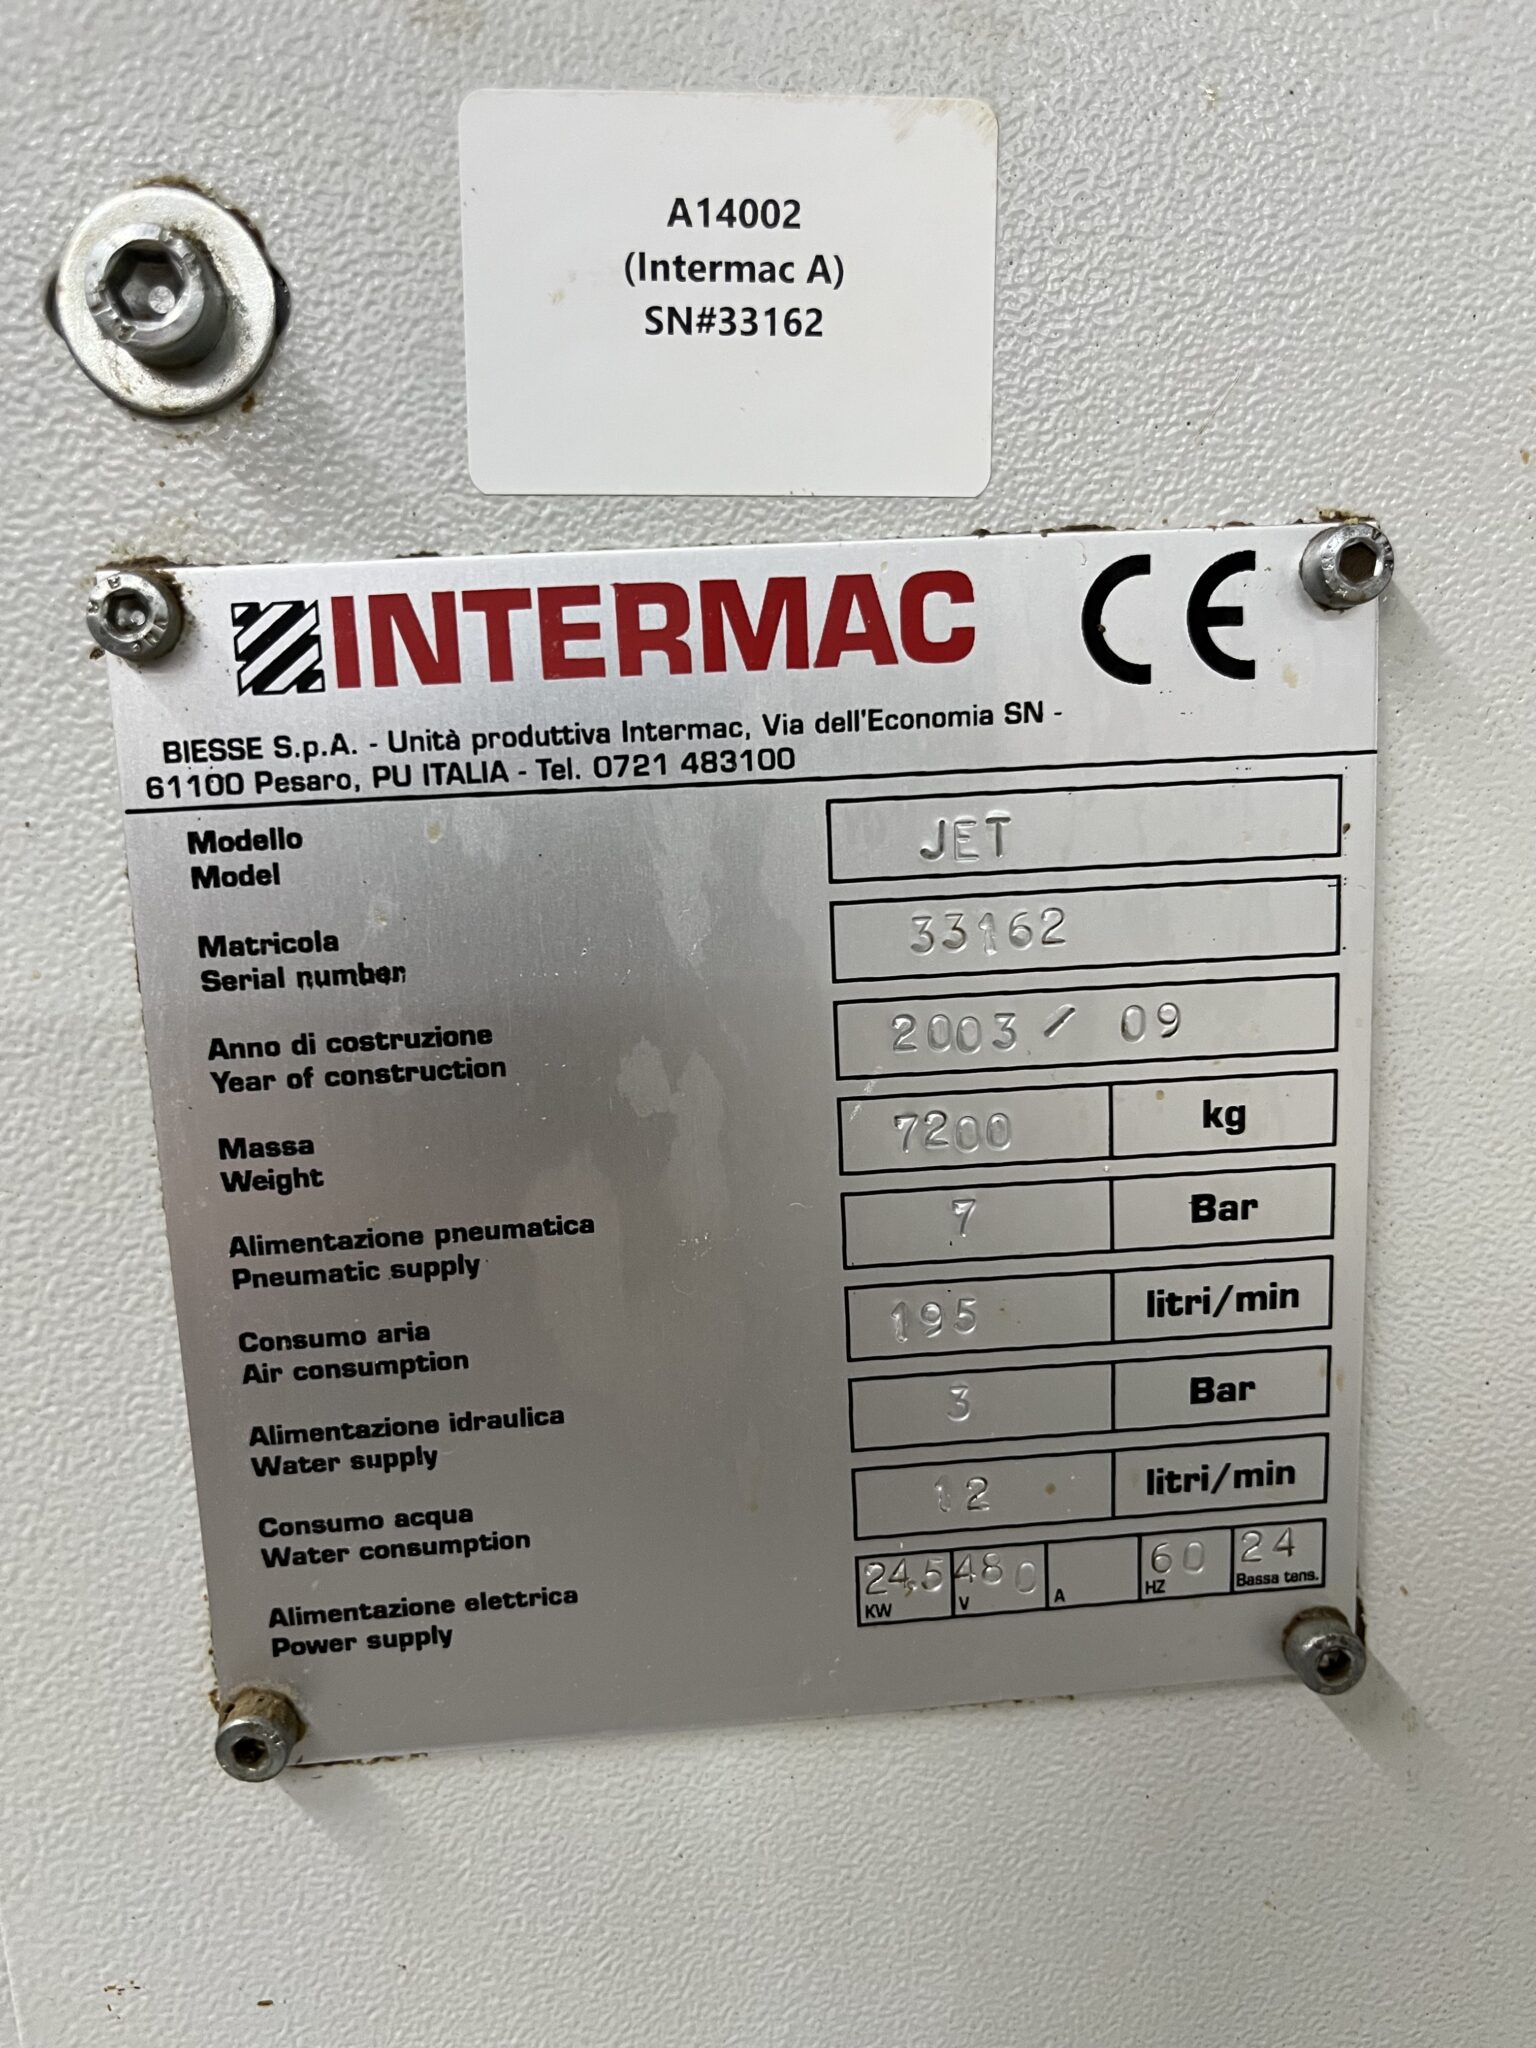 A14002
(Intermac A)
SN#33162
INTERMAC CE
BIESSE S.p.A. - Unità produttiva Intermac, Via dell'Economia SN -
61100 Pesaro, PU ITALIA - Tel. 0721 483100
Modello
Model
JET
Matricola
Serial number
33162
Anno di costruzione
Year of construction
2003 / 09
Massa
Weight
7200 kg
Alimentazione pneumatica
Pneumatic supply
7 Bar
Consumo aria
Air consumption
195 litri/min
Alimentazione idraulica
Water supply
3 Bar
Consumo acqua
Water consumption
12 litri/min
Alimentazione elettrica
Power supply
24,5 480 60 24
KW V A HZ Bassa tens.